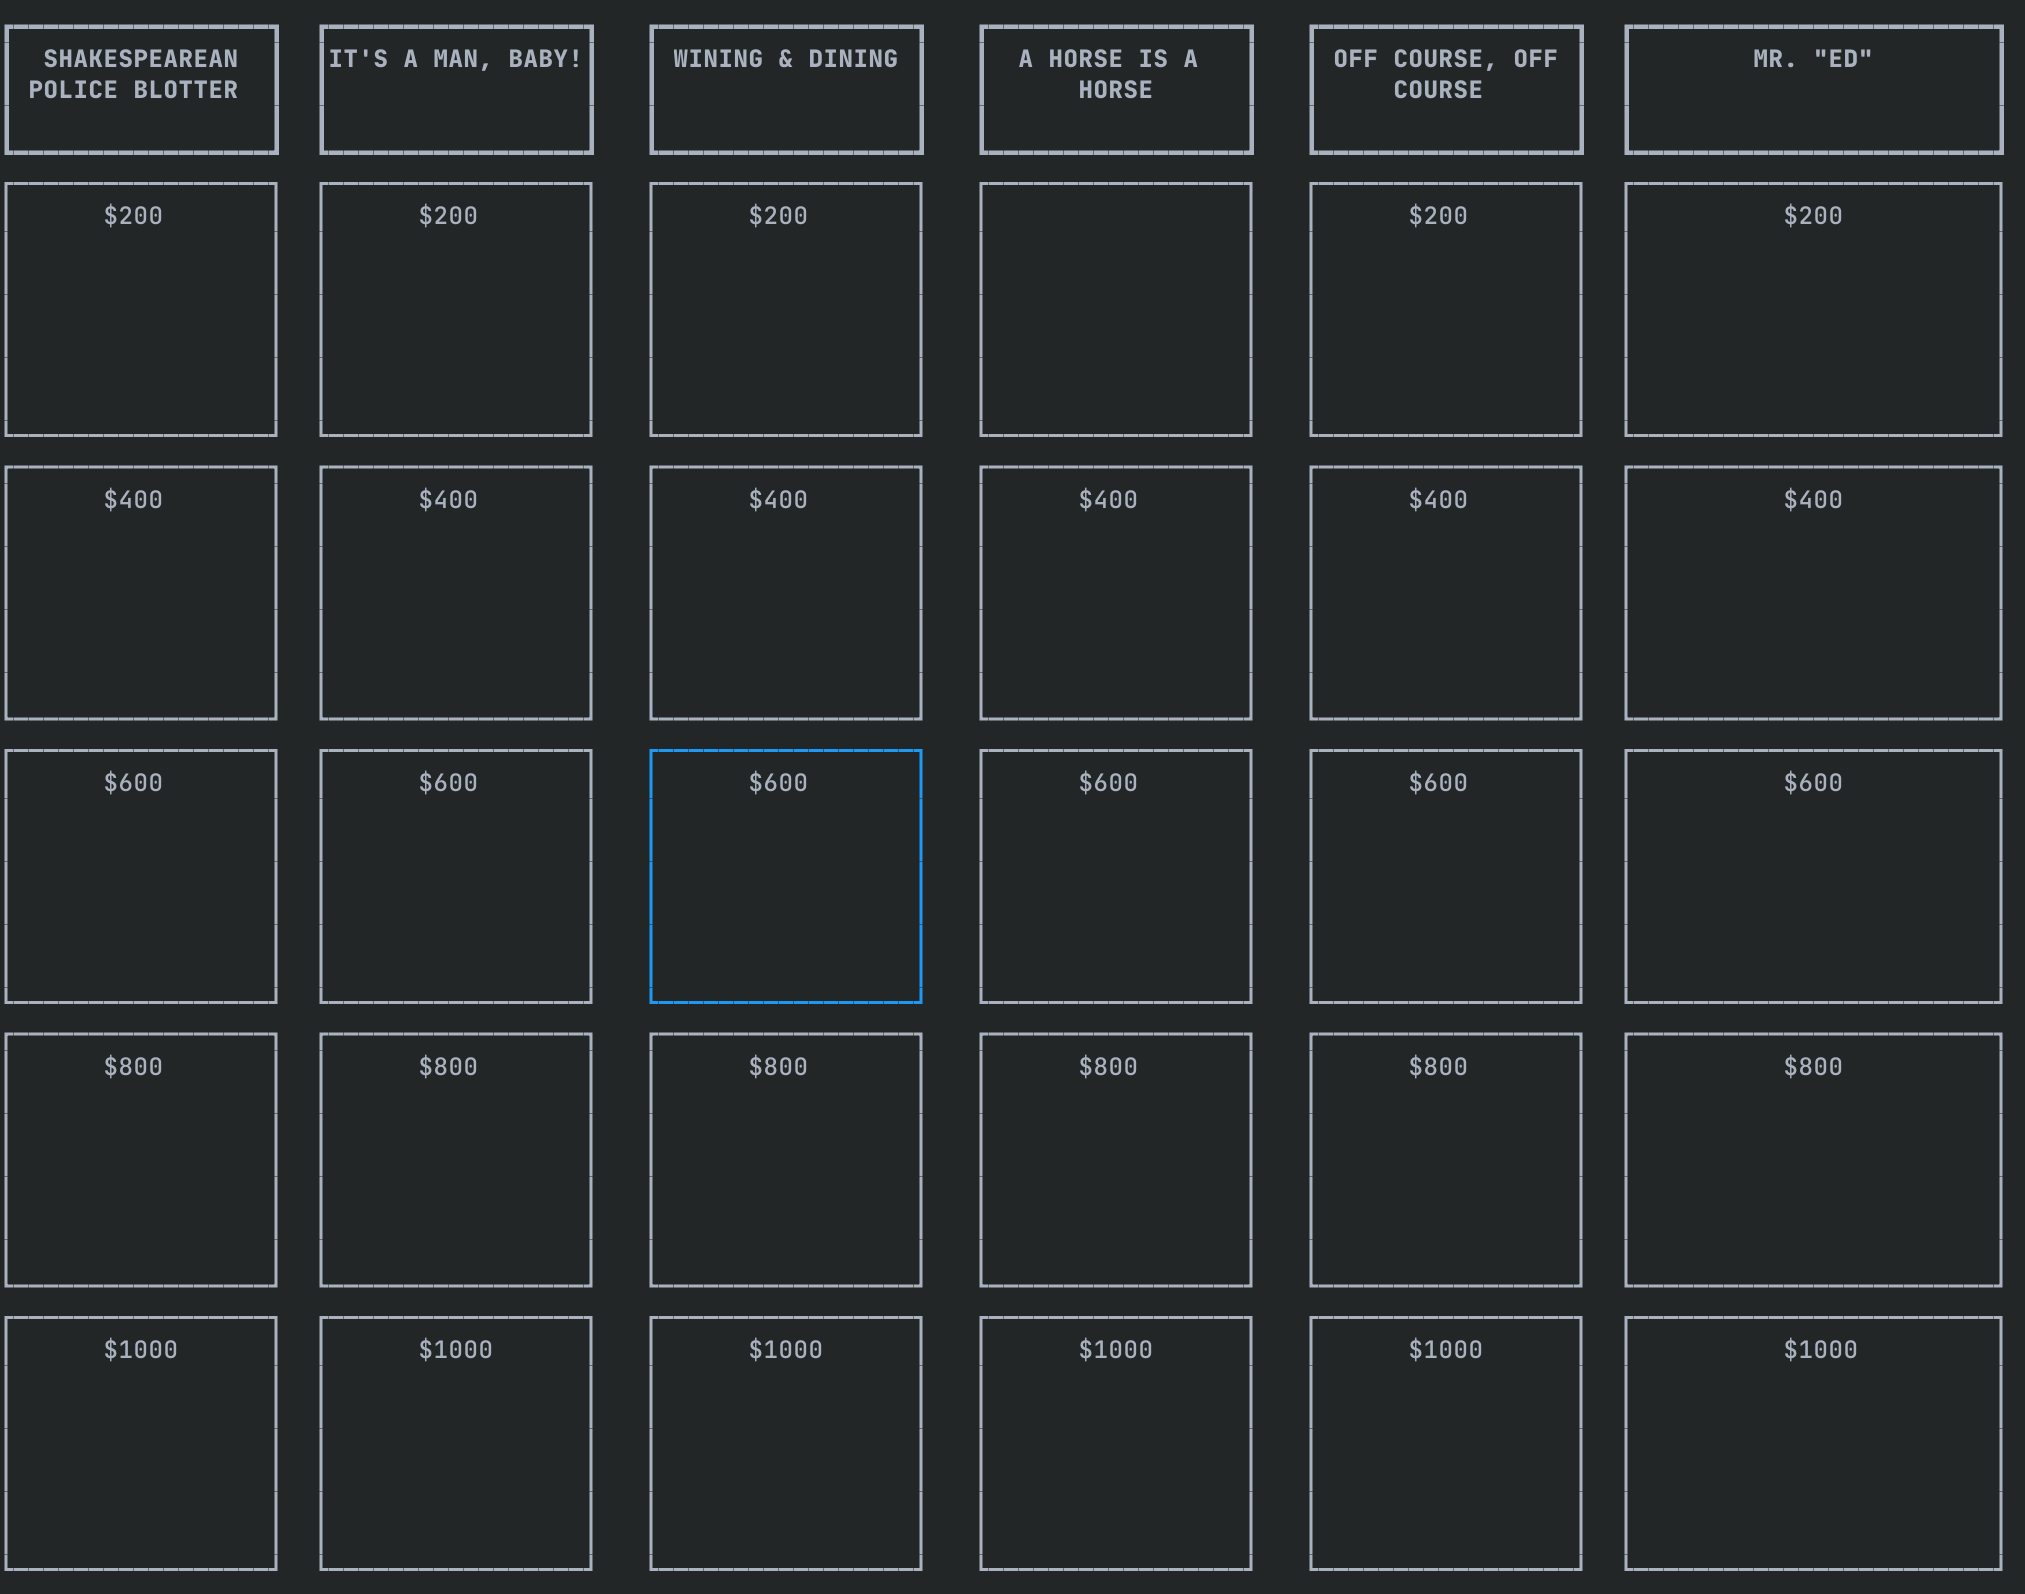 SHAKESPEAREAN
POLICE BLOTTER
IT'S A MAN, BABY!
WINING & DINING
A HORSE IS A
HORSE
OFF COURSE, OFF
COURSE
MR. "ED"
$200 $200 $200 $200 $200
$400 $400 $400 $400 $400 $400
$600 $600 $600 $600 $600 $600
$800 $800 $800 $800 $800 $800
$1000 $1000 $1000 $1000 $1000 $1000